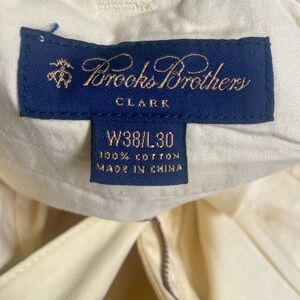 Brooks Brothers
CLARK
W38/L30
100% COTTON
MADE IN CHINA